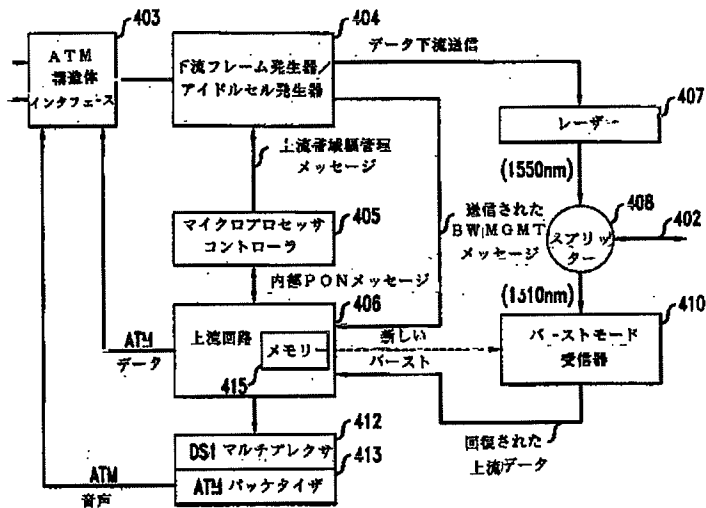 403
ATM
構造体
インタフェース
404
下流フレーム発生器/
アイドルセル発生器
データ下流送信
407
レーザー
(1550nm)
上流帯域幅管理
メッセージ
405
マイクロプロセッサ
コントローラ
送信された
BW MGMT
メッセージ
408
スプリッ
ター
402
内部PONメッセージ
(1310nm)
406
410
上流回路
メモリー
415
新しい
バースト
バーストモード
受信器
ATM
データ
412
DS1 マルチプレクサ
413
ATM パッケタイザ
回復された
上流データ
ATM
音声